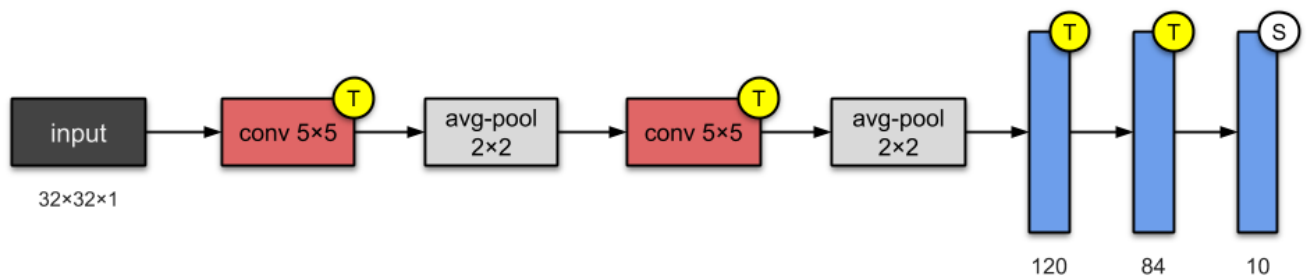 input
32×32×1
conv 5×5
T
avg-pool
2×2
conv 5×5
T
avg-pool
2×2
T
120
T
84
S
10